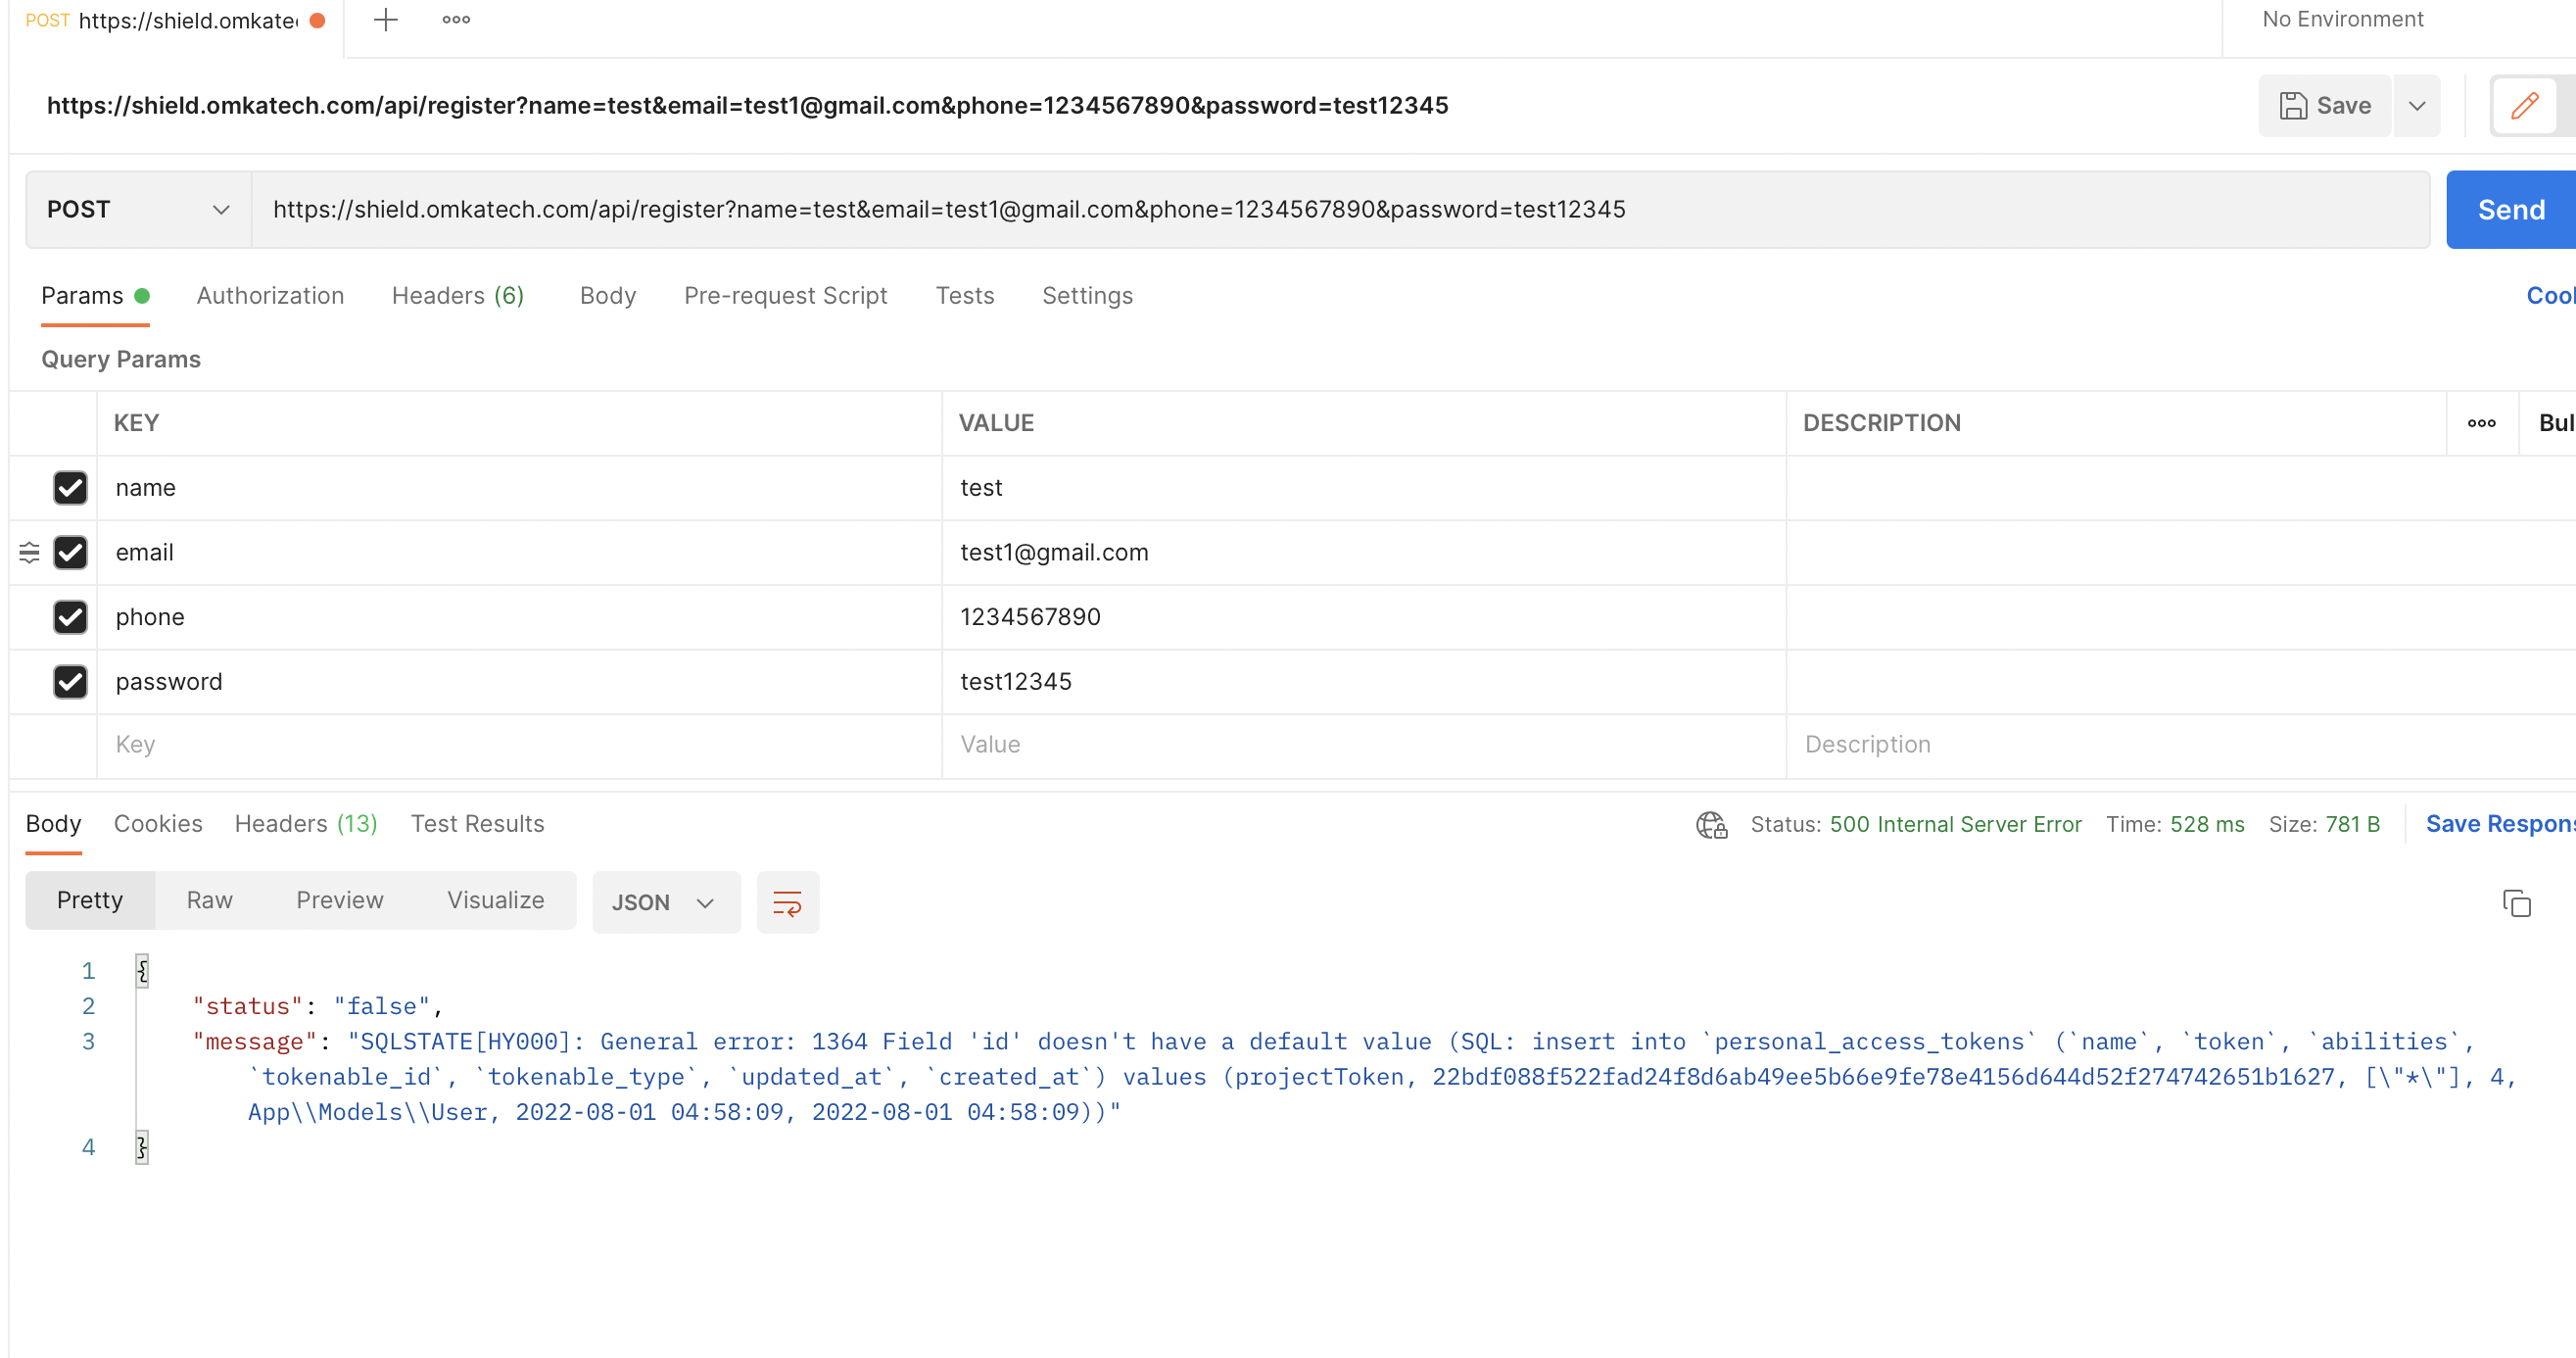 POST https://shield.omkate
No Environment
https://shield.omkatech.com/api/register?name=test&email=test1@gmail.com&phone=1234567890&password=test12345
Save
POST
https://shield.omkatech.com/api/register?name=test&email=test1@gmail.com&phone=1234567890&password=test12345
Send
Params Authorization Headers (6) Body Pre-request Script Tests Settings
Query Params
KEY VALUE DESCRIPTION
name test
email test1@gmail.com
phone 1234567890
password test12345
Key Value Description
Body Cookies Headers (13) Test Results Status: 500 Internal Server Error Time: 528 ms Size: 781 B Save Respons
Pretty Raw Preview Visualize JSON
1 {
2 "status": "false",
3 "message": "SQLSTATE[HY000]: General error: 1364 Field 'id' doesn't have a default value (SQL: insert into `personal_access_tokens` (`name`, `token`, `abilities`,
`tokenable_id`, `tokenable_type`, `updated_at`, `created_at`) values (projectToken, 22bdf088f522fad24f8d6ab49ee5b66e9fe78e4156d644d52f274742651b1627, [\"*\"], 4,
App\\Models\\User, 2022-08-01 04:58:09, 2022-08-01 04:58:09))"
4 }